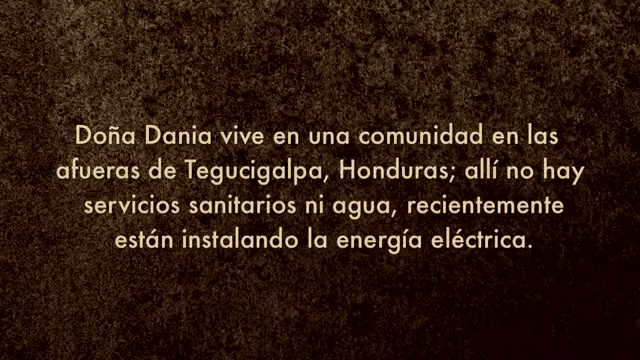 Doña Dania vive en una comunidad en las
afueras de Tegucigalpa, Honduras; allí no hay
servicios sanitarios ni agua, recientemente
están instalando la energía eléctrica.